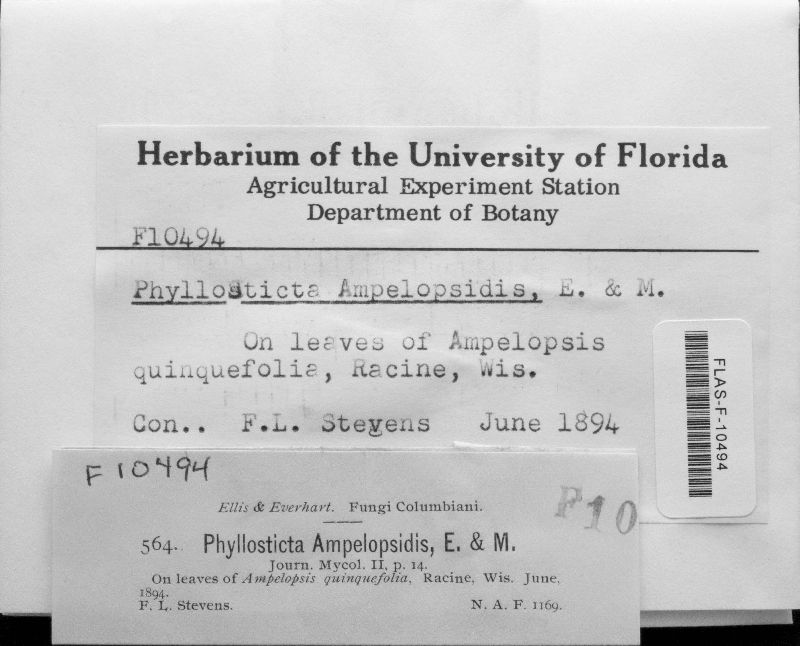 Herbarium of the University of Florida
Agricultural Experiment Station
Department of Botany
F10494
Phyllosticta Ampelopsidis, E. & M.
On leaves of Ampelopsis
quinquefolia, Racine, Wis.
Con.. F.L. Stevens June 1894
FLAS-F-10494
F 10494
F10
Ellis & Everhart. Fungi Columbiani.
564. Phyllosticta Ampelopsidis, E. & M.
Journ. Mycol. II, p. 14.
On leaves of Ampelopsis quinquefolia, Racine, Wis. June,
1894.
F. L. Stevens. N. A. F. 1169.